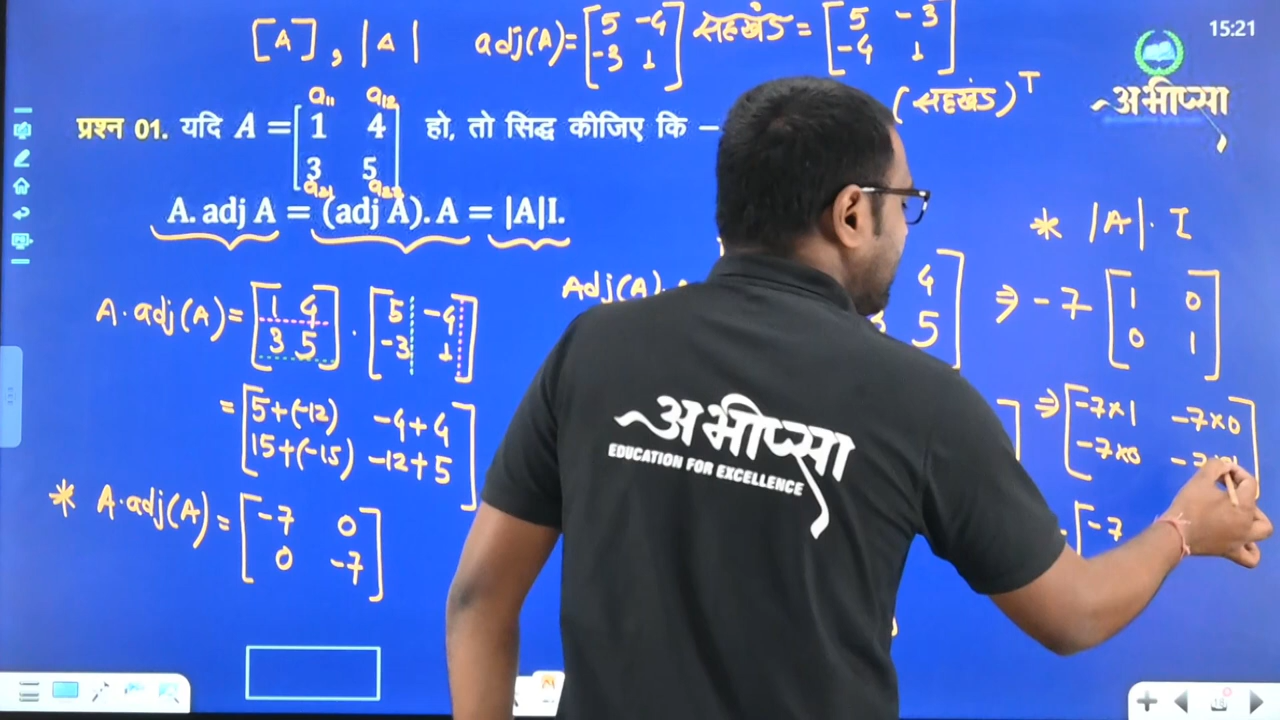 [A], |A| adj(A)= [5 -4 -3 1] सहखंड = [5 -3 -4 1]
15:21
अभीप्सा
(सहखंड)ᵀ
a₁₁ a₁₂
प्रश्न 01. यदि A = [1 4 3 5] हो, तो सिद्ध कीजिए कि –
a₂₁ a₂₂
A. adj A = (adj A). A = |A|I.
A·adj(A)= [1 4 3 5] · [5 -4 -3 1]
= [5+(-12) -4+4
15+(-15) -12+5]
* A·adj(A)= [-7 0
0 -7]
Adj(A).
4
5
* |A|·I
⇒ -7 [1 0
0 1]
⇒ [-7×1 -7×0
-7×0
[-7
अभीप्सा
EDUCATION FOR EXCELLENCE
18